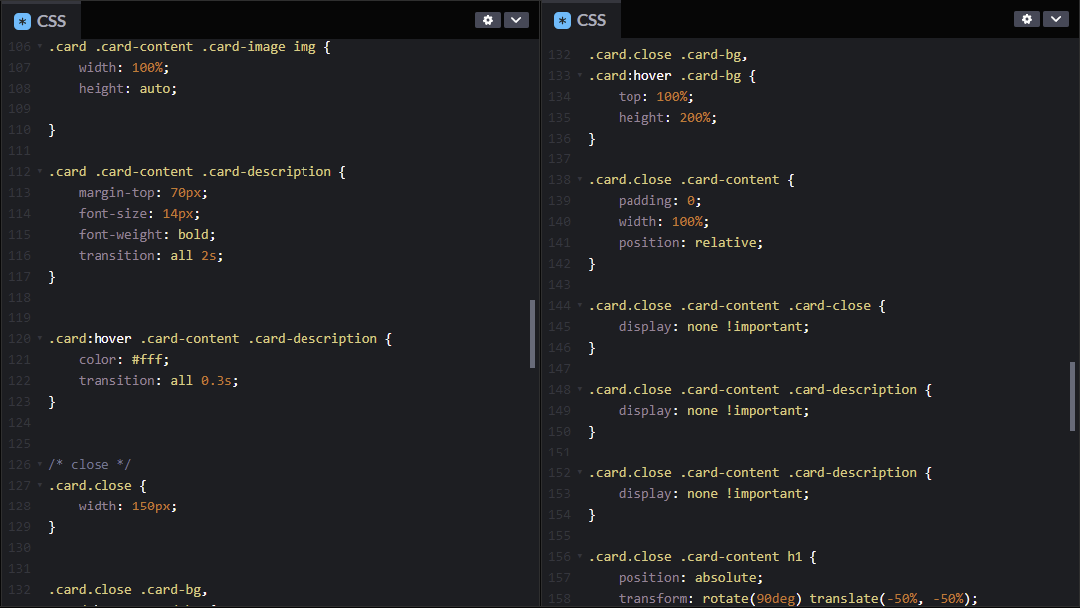 CSS
106 .card .card-content .card-image img {
107 width: 100%;
108 height: auto;
109
110 }
111
112 .card .card-content .card-description {
113 margin-top: 70px;
114 font-size: 14px;
115 font-weight: bold;
116 transition: all 2s;
117 }
118
119
120 .card:hover .card-content .card-description {
121 color: #fff;
122 transition: all 0.3s;
123 }
124
125
126 /* close */
127 .card.close {
128 width: 150px;
129 }
130
131
132 .card.close .card-bg,
CSS
132 .card.close .card-bg,
133 .card:hover .card-bg {
134 top: 100%;
135 height: 200%;
136 }
137
138 .card.close .card-content {
139 padding: 0;
140 width: 100%;
141 position: relative;
142 }
143
144 .card.close .card-content .card-close {
145 display: none !important;
146 }
147
148 .card.close .card-content .card-description {
149 display: none !important;
150 }
151
152 .card.close .card-content .card-description {
153 display: none !important;
154 }
155
156 .card.close .card-content h1 {
157 position: absolute;
158 transform: rotate(90deg) translate(-50%, -50%);